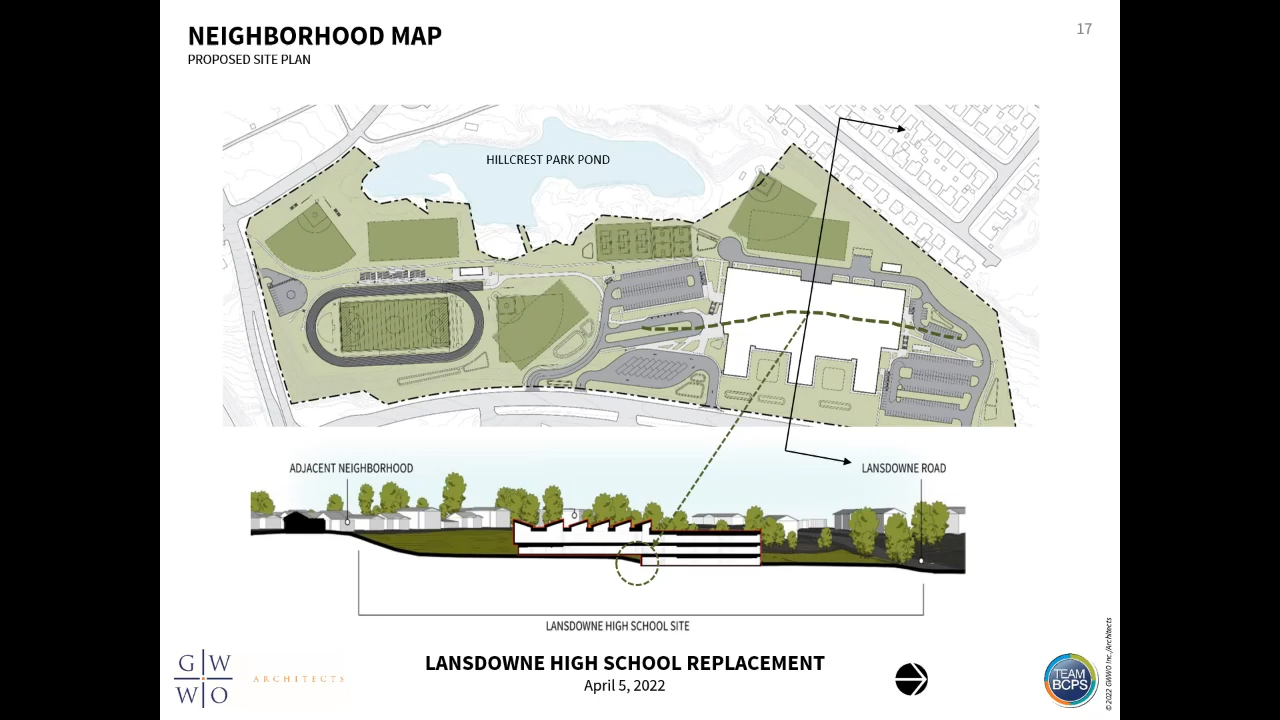 NEIGHBORHOOD MAP
17
PROPOSED SITE PLAN
HILLCREST PARK POND
ADJACENT NEIGHBORHOOD
LANSDOWNE ROAD
LANSDOWNE HIGH SCHOOL SITE
LANSDOWNE HIGH SCHOOL REPLACEMENT
April 5, 2022
G W
W O
ARCHITECTS
TEAM
BCPS
© 2022 GWWO Inc./Architects